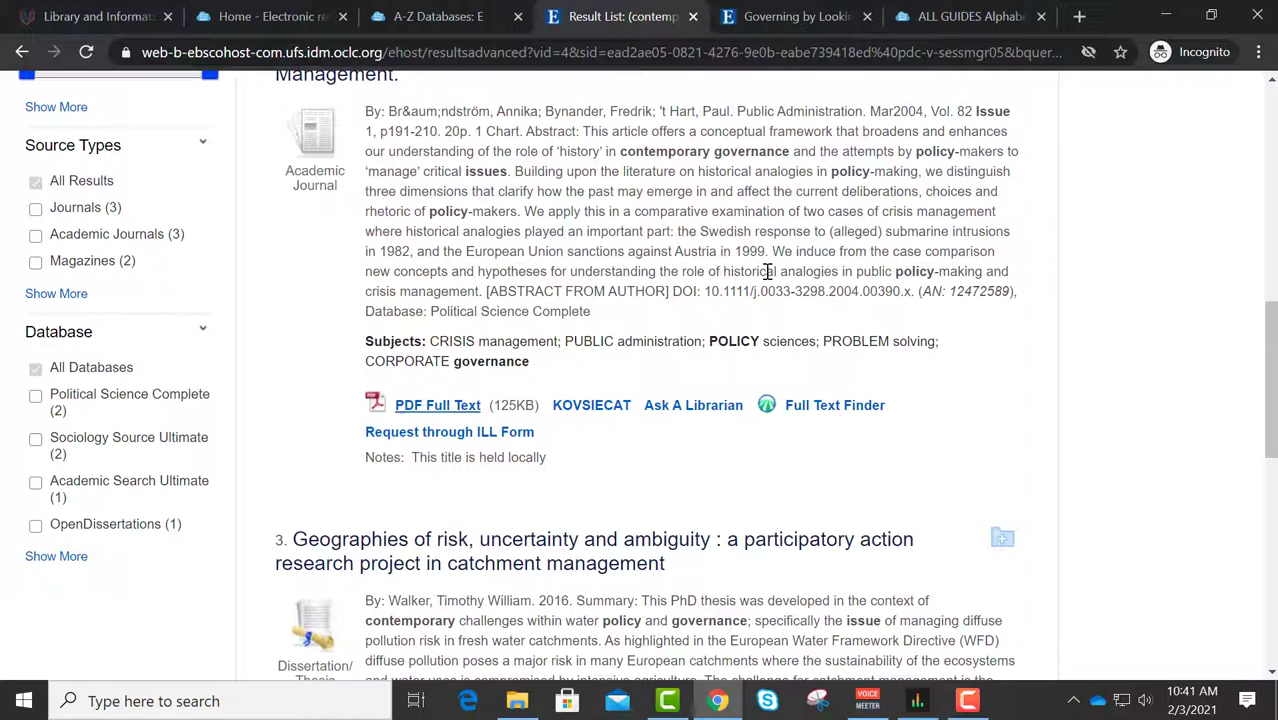 Library and Informat
Home - Electronic re
A-Z Databases: E
Result List: (contemp
Governing by Lookin
ALL GUIDES Alphabe
web-b-ebscohost-com.ufs.idm.oclc.org/ehost/resultsadvanced?vid=4&sid=ead2ae05-0821-4276-9e0b-eabe739418ed%40pdc-v-sessmgr05&bquer...
Incognito
Show More
Source Types
All Results
Journals (3)
Academic Journals (3)
Magazines (2)
Show More
Database
All Databases
Political Science Complete
(2)
Sociology Source Ultimate
(2)
Academic Search Ultimate
(1)
OpenDissertations (1)
Show More
Management.
Academic
Journal
By: Br&aum;ndström, Annika; Bynander, Fredrik; 't Hart, Paul. Public Administration. Mar2004, Vol. 82 Issue
1, p191-210. 20p. 1 Chart. Abstract: This article offers a conceptual framework that broadens and enhances
our understanding of the role of 'history' in contemporary governance and the attempts by policy-makers to
'manage' critical issues. Building upon the literature on historical analogies in policy-making, we distinguish
three dimensions that clarify how the past may emerge in and affect the current deliberations, choices and
rhetoric of policy-makers. We apply this in a comparative examination of two cases of crisis management
where historical analogies played an important part: the Swedish response to (alleged) submarine intrusions
in 1982, and the European Union sanctions against Austria in 1999. We induce from the case comparison
new concepts and hypotheses for understanding the role of historical analogies in public policy-making and
crisis management. [ABSTRACT FROM AUTHOR] DOI: 10.1111/j.0033-3298.2004.00390.x. (AN: 12472589),
Database: Political Science Complete
Subjects: CRISIS management; PUBLIC administration; POLICY sciences; PROBLEM solving;
CORPORATE governance
PDF Full Text (125KB) KOVSIECAT Ask A Librarian Full Text Finder
Request through ILL Form
Notes: This title is held locally
3. Geographies of risk, uncertainty and ambiguity : a participatory action
research project in catchment management
Dissertation/
By: Walker, Timothy William. 2016. Summary: This PhD thesis was developed in the context of
contemporary challenges within water policy and governance; specifically the issue of managing diffuse
pollution risk in fresh water catchments. As highlighted in the European Water Framework Directive (WFD)
diffuse pollution poses a major risk in many European catchments where the sustainability of the ecosystems
Type here to search
VOICE
MEETER
10:41 AM
2/3/2021